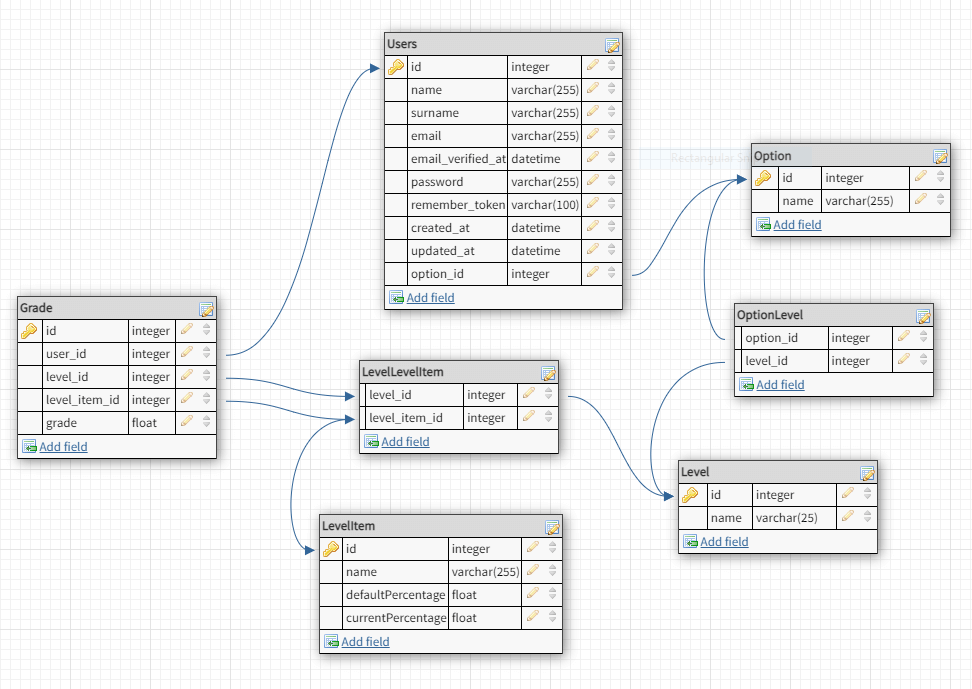 Users
id integer
name varchar(255)
surname varchar(255)
email varchar(255)
email_verified_at datetime
password varchar(255)
remember_token varchar(100)
created_at datetime
updated_at datetime
option_id integer
Add field
Rectangular
Option
id integer
name varchar(255)
Add field
Grade
id integer
user_id integer
level_id integer
level_item_id integer
grade float
Add field
OptionLevel
option_id integer
level_id integer
Add field
LevelLevelItem
level_id integer
level_item_id integer
Add field
Level
id integer
name varchar(25)
Add field
LevelItem
id integer
name varchar(255)
defaultPercentage float
currentPercentage float
Add field